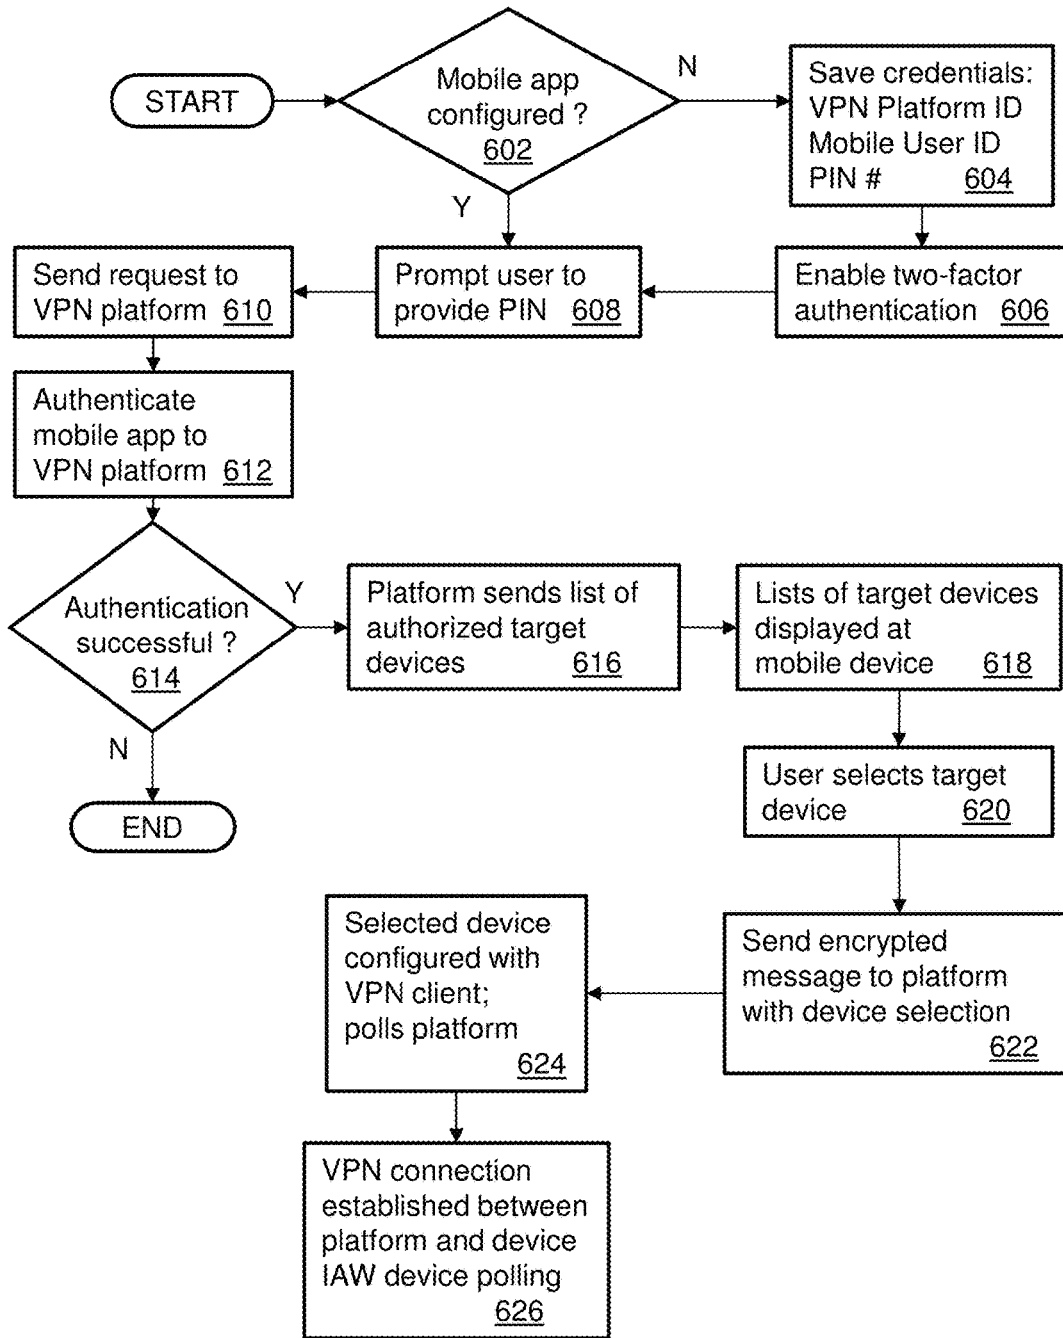 START
Mobile app
configured ?
602
N
Y
Save credentials:
VPN Platform ID
Mobile User ID
PIN # 604
Send request to
VPN platform 610
Prompt user to
provide PIN 608
Enable two-factor
authentication 606
Authenticate
mobile app to
VPN platform 612
Authentication
successful ?
614
Y
N
END
Platform sends list of
authorized target
devices 616
Lists of target devices
displayed at
mobile device 618
User selects target
device 620
Send encrypted
message to platform
with device selection
622
Selected device
configured with
VPN client;
polls platform
624
VPN connection
established between
platform and device
IAW device polling
626